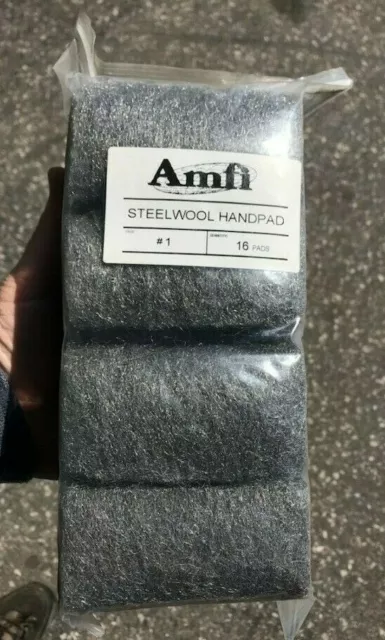 Amfi
STEELWOOL HANDPAD
# 1
16 PADS